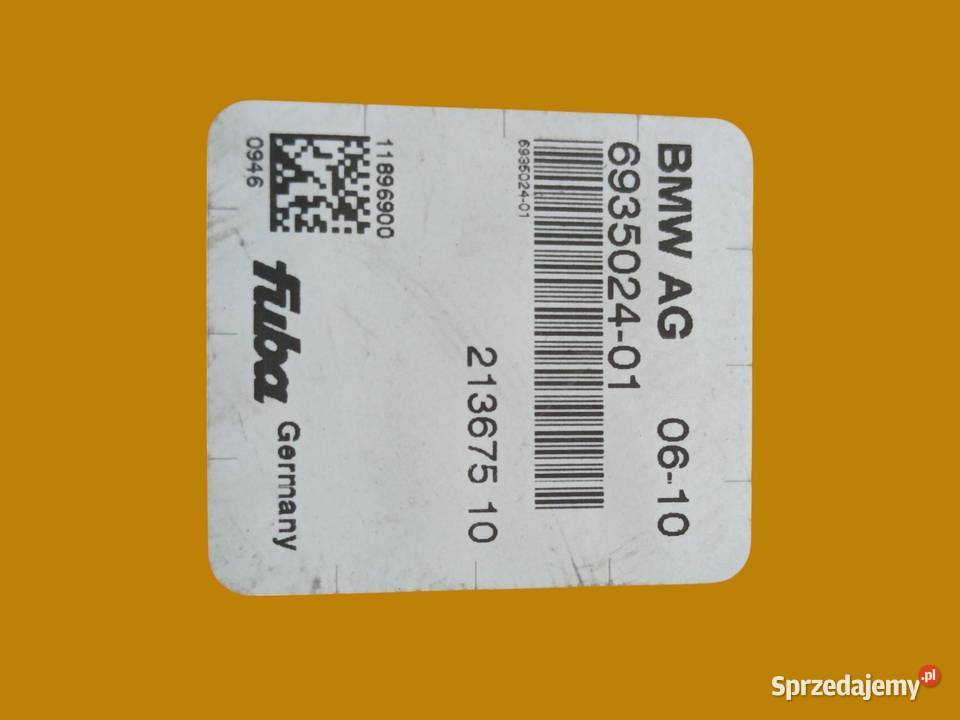 BMW AG 06-10
6935024-01
6935024-01
213675 10
11896900
0946
fuba Germany
Sprzedajemy.pl